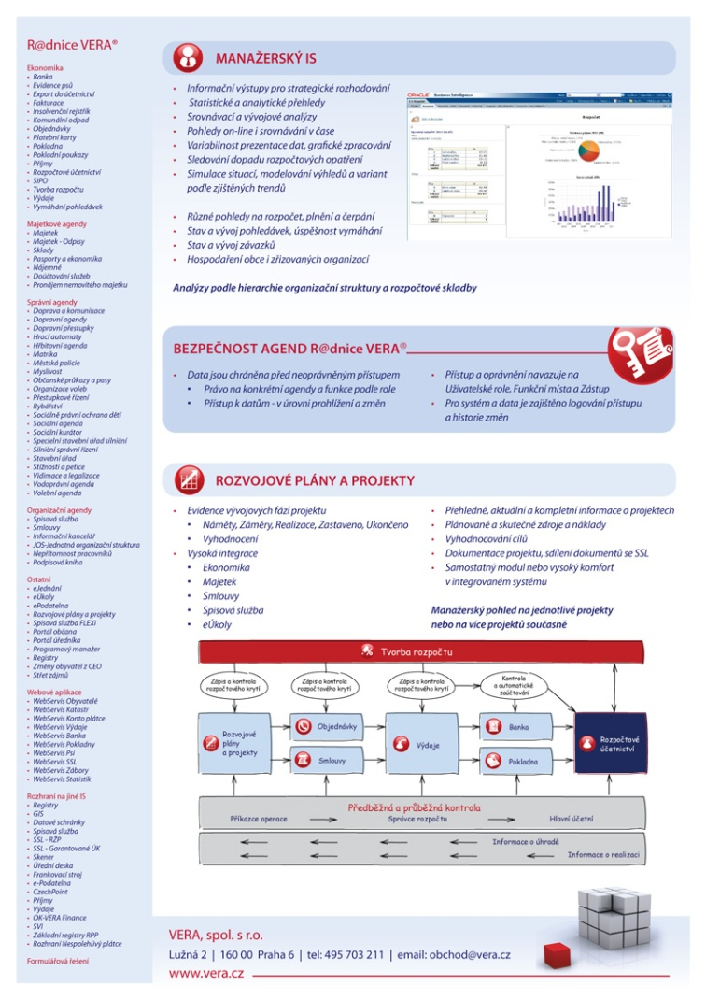 R@dnice VERA®
Ekonomika
• Banka
• Evidence psů
• Export do účetnictví
• Fakturace
• Insolvenční rejstřík
• Komunální odpad
• Objednávky
• Platební karty
• Pokladna
• Pokladní poukazy
• Příjmy
• Rozpočtové účetnictví
• SIPO
• Tvorba rozpočtu
• Výdaje
• Vymáhání pohledávek
Majetkové agendy
• Majetek
• Majetek - Odpisy
• Sklady
• Pasporty a ekonomika
• Nájemné
• Doúčtování služeb
• Pronájem nemovitého majetku
Správní agendy
• Doprava a komunikace
• Dopravní agendy
• Dopravní přestupky
• Hrací automaty
• Hřbitovní agenda
• Matrika
• Městská policie
• Myslivost
• Občanské průkazy a pasy
• Organizace voleb
• Přestupkové řízení
• Rybářství
• Sociálně právní ochrana dětí
• Sociální agenda
• Sociální kurátor
• Specielní stavební úřad silniční
• Silniční správní řízení
• Stavební úřad
• Stížnosti a petice
• Vidimace a legalizace
• Vodoprávní agenda
• Volební agenda
Organizační agendy
• Spisová služba
• Smlouvy
• Informační kancelář
• JOS-Jednotná organizační struktura
• Nepřítomnost pracovníků
• Podpisová kniha
Ostatní
• eJednání
• eÚkoly
• ePodatelna
• Rozvojové plány a projekty
• Spisová služba FLEXi
• Portál občana
• Portál úředníka
• Programový manažer
• Registry
• Změny obyvatel z CEO
• Střet zájmů
Webové aplikace
• WebServis Obyvatelé
• WebServis Katastr
• WebServis Konto plátce
• WebServis Výdaje
• WebServis Banka
• WebServis Pokladny
• WebServis Psi
• WebServis SSL
• WebServis Zábory
• WebServis Statistik
Rozhraní na jiné IS
• Registry
• GIS
• Datové schránky
• Spisová služba
• SSL - RŽP
• SSL - Garantované ÚK
• Skener
• Úřední deska
• Frankovací stroj
• e-Podatelna
• CzechPoint
• Příjmy
• Výdaje
• OK-VERA Finance
• SVI
• Základní registry RPP
• Rozhraní Nespolehlivý plátce
Formulářová řešení
MANAŽERSKÝ IS
• Informační výstupy pro strategické rozhodování
• Statistické a analytické přehledy
• Srovnávací a vývojové analýzy
• Pohledy on-line i srovnávání v čase
• Variabilnost prezentace dat, grafické zpracování
• Sledování dopadu rozpočtových opatření
• Simulace situací, modelování výhledů a variant
podle zjištěných trendů
• Různé pohledy na rozpočet, plnění a čerpání
• Stav a vývoj pohledávek, úspěšnost vymáhání
• Stav a vývoj závazků
• Hospodaření obce i zřizovaných organizací
ORACLE Business Intelligence
Rozpočet
Analýzy podle hierarchie organizační struktury a rozpočtové skladby
BEZPEČNOST AGEND R@dnice VERA®
• Data jsou chráněna před neoprávněným přístupem
• Právo na konkrétní agendy a funkce podle role
• Přístup k datům - v úrovni prohlížení a změn
• Přístup a oprávnění navazuje na
Uživatelské role, Funkční místa a Zástup
• Pro systém a data je zajištěno logování přístupu
a historie změn
ROZVOJOVÉ PLÁNY A PROJEKTY
• Evidence vývojových fází projektu
• Náměty, Záměry, Realizace, Zastaveno, Ukončeno
• Vyhodnocení
• Vysoká integrace
• Ekonomika
• Majetek
• Smlouvy
• Spisová služba
• eÚkoly
• Přehledné, aktuální a kompletní informace o projektech
• Plánované a skutečné zdroje a náklady
• Vyhodnocování cílů
• Dokumentace projektu, sdílení dokumentů se SSL
• Samostatný modul nebo vysoký komfort
v integrovaném systému
Manažerský pohled na jednotlivé projekty
nebo na více projektů současně
Tvorba rozpočtu
Zápis a kontrola
rozpočtového krytí
Zápis a kontrola
rozpočtového krytí
Zápis a kontrola
rozpočtového krytí
Kontrola
a automatické
zaúčtování
Rozvojové
plány
a projekty
Objednávky
Smlouvy
Výdaje
Banka
Pokladna
Rozpočtové
účetnictví
Předběžná a průběžná kontrola
Příkazce operace
Správce rozpočtu
Hlavní účetní
Informace o úhradě
Informace o realizaci
VERA, spol. s r.o.
Lužná 2 | 160 00 Praha 6 | tel: 495 703 211 | email: obchod@vera.cz
www.vera.cz